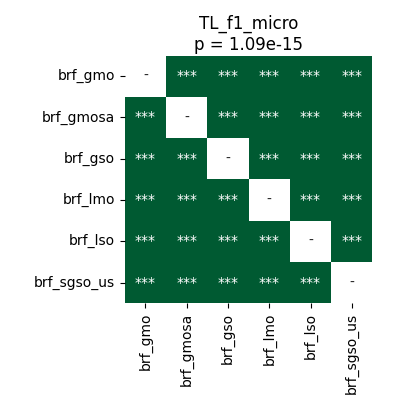 TL_f1_micro
p = 1.09e-15
brf_gmo - *** *** *** *** ***
brf_gmosa *** - *** *** *** ***
brf_gso *** *** - *** *** ***
brf_lmo *** *** *** - *** ***
brf_lso *** *** *** *** - ***
brf_sgso_us *** *** *** *** *** -
brf_gmo
brf_gmosa
brf_gso
brf_lmo
brf_lso
brf_sgso_us